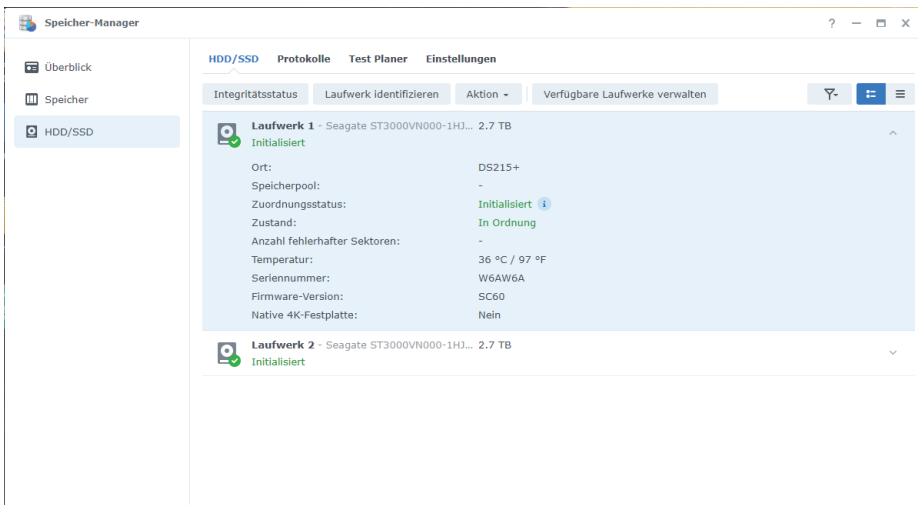 Speicher-Manager
Überblick
Speicher
HDD/SSD
HDD/SSD Protokolle Test Planer Einstellungen
Integritätsstatus Laufwerk identifizieren Aktion Verfügbare Laufwerke verwalten
Laufwerk 1 - Seagate ST3000VN000-1HJ... 2.7 TB
Initialisiert
Ort: DS215+
Speicherpool: -
Zuordnungsstatus: Initialisiert i
Zustand: In Ordnung
Anzahl fehlerhafter Sektoren: -
Temperatur: 36 °C / 97 °F
Seriennummer: W6AW6A
Firmware-Version: SC60
Native 4K-Festplatte: Nein
Laufwerk 2 - Seagate ST3000VN000-1HJ... 2.7 TB
Initialisiert